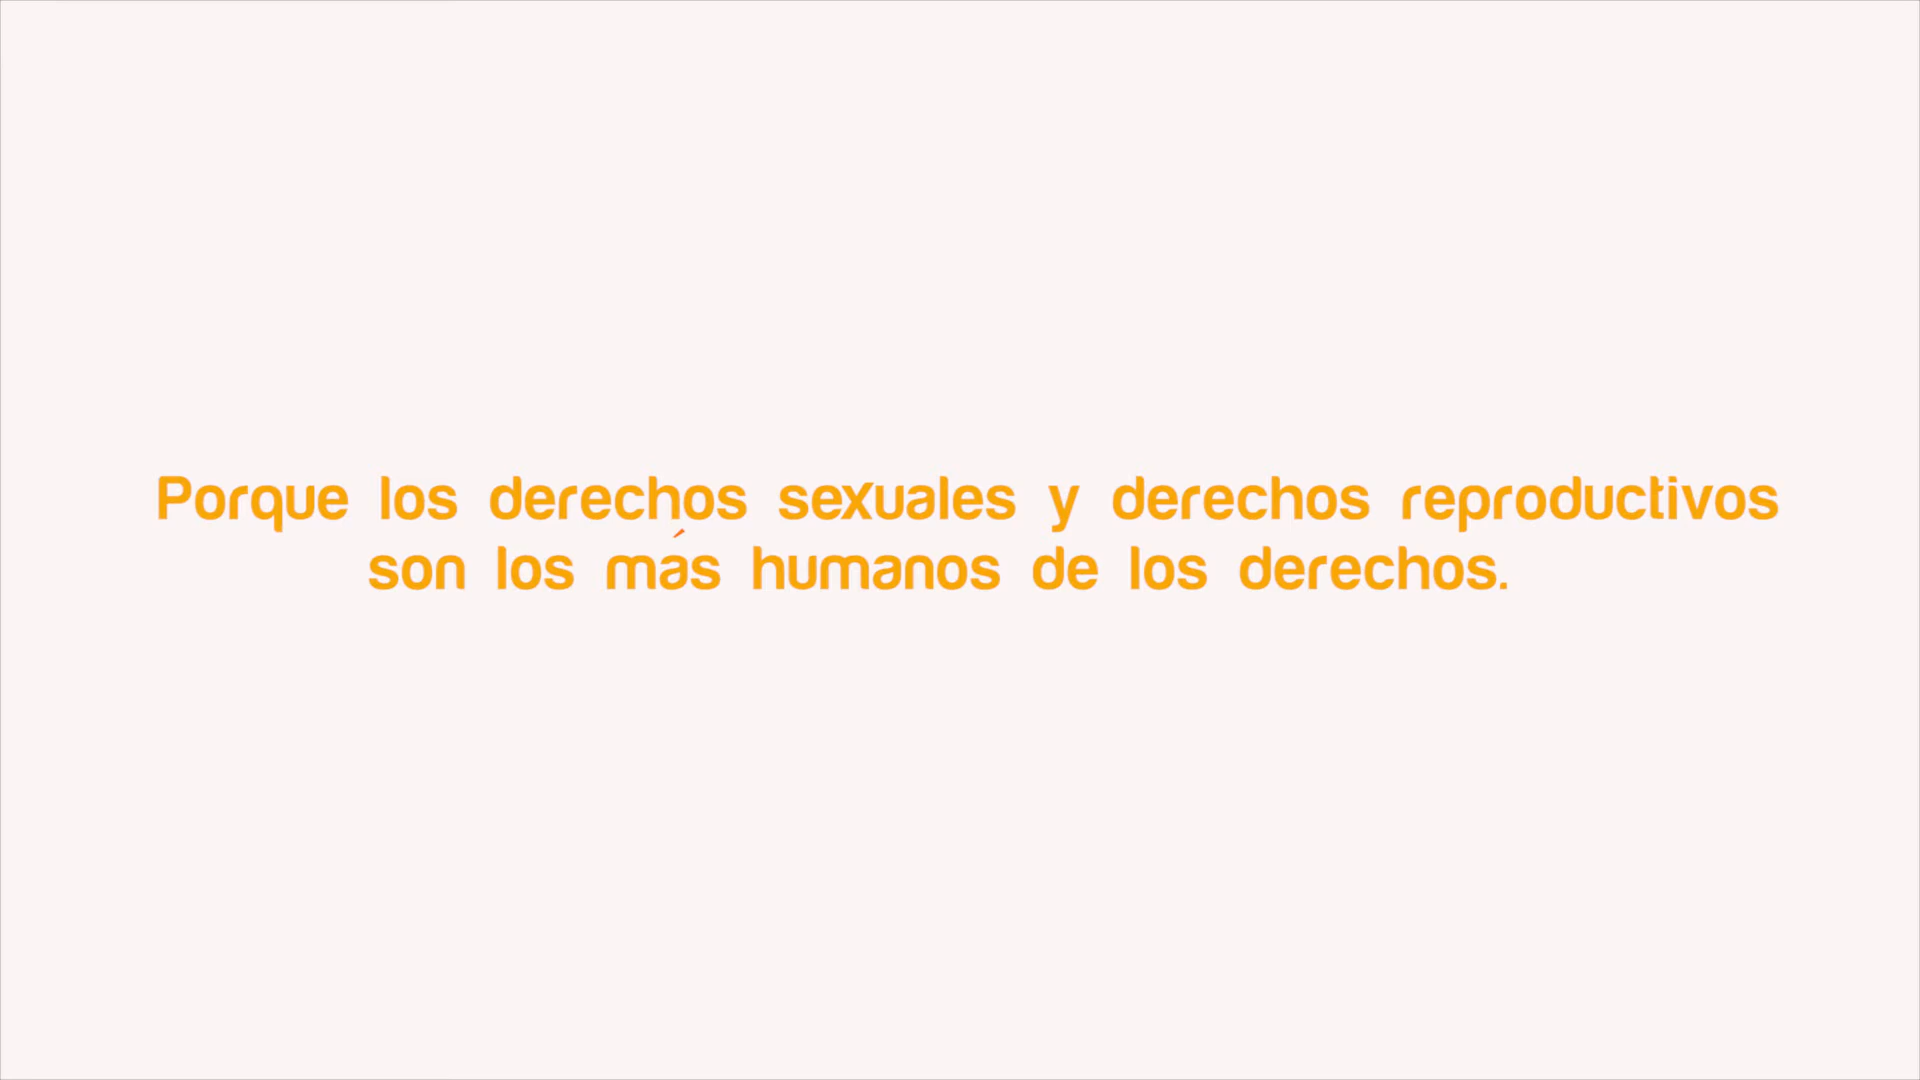 Porque los derechos sexuales y derechos reproductivos
son los más humanos de los derechos.